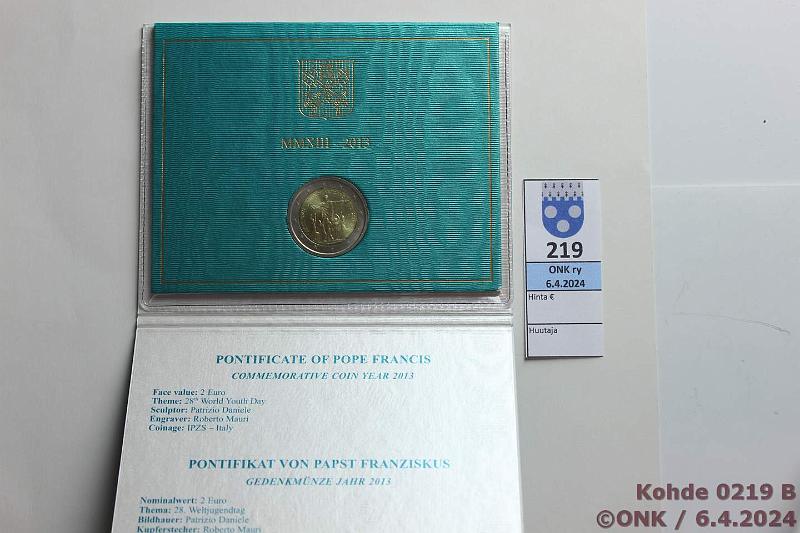 MMXIII - 2013
219
ONK ry
6.4.2024
Hinta €
Huutaja
PONTIFICATE OF POPE FRANCIS
COMMEMORATIVE COIN YEAR 2013
Face value: 2 Euro
Theme: 28th World Youth Day
Sculptor: Patrizio Daniele
Engraver: Roberto Mauri
Coinage: IPZS – Italy
PONTIFIKAT VON PAPST FRANZISKUS
GEDENKMÜNZE JAHR 2013
Nominalwert: 2 Euro
Thema: 28. Weltjugendtag
Bildhauer: Patrizio Daniele
Kupferstecher: Roberto Mauri
Kohde 0219 B
©ONK / 6.4.2024